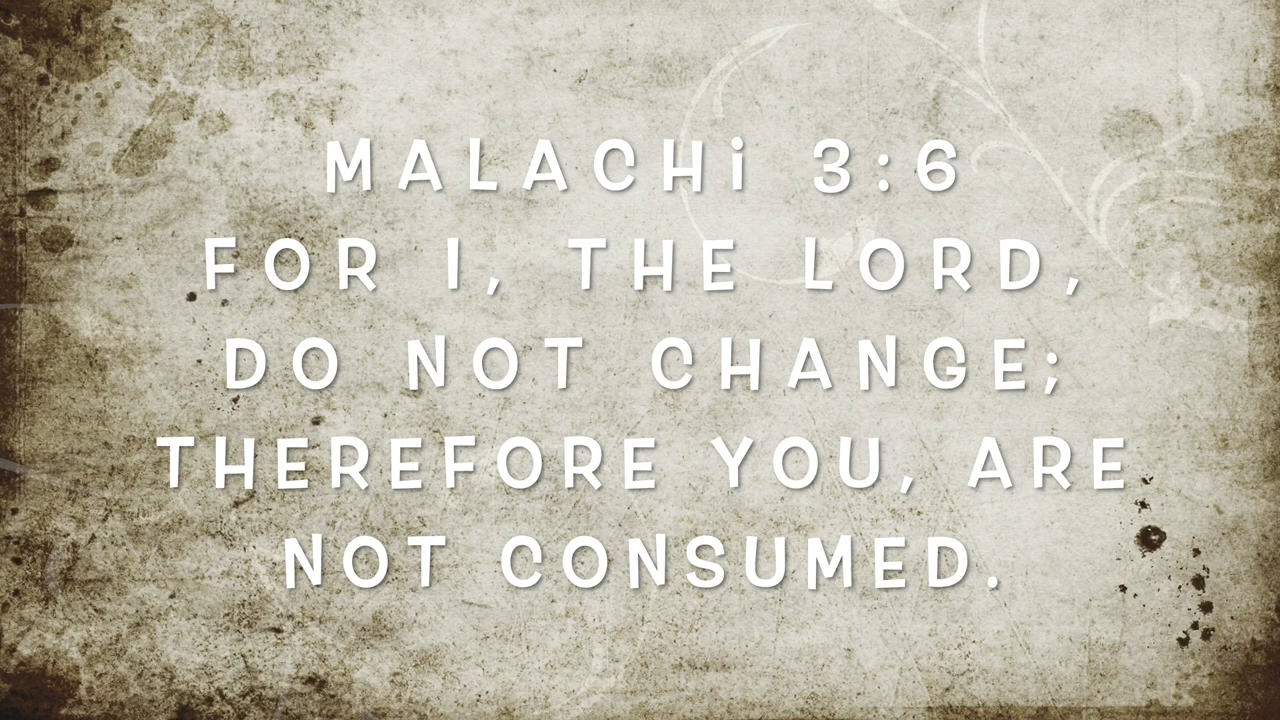 MALACHi 3:6
FOR I, THE LORD,
DO NOT CHANGE;
THEREFORE YOU, ARE
NOT CONSUMED.